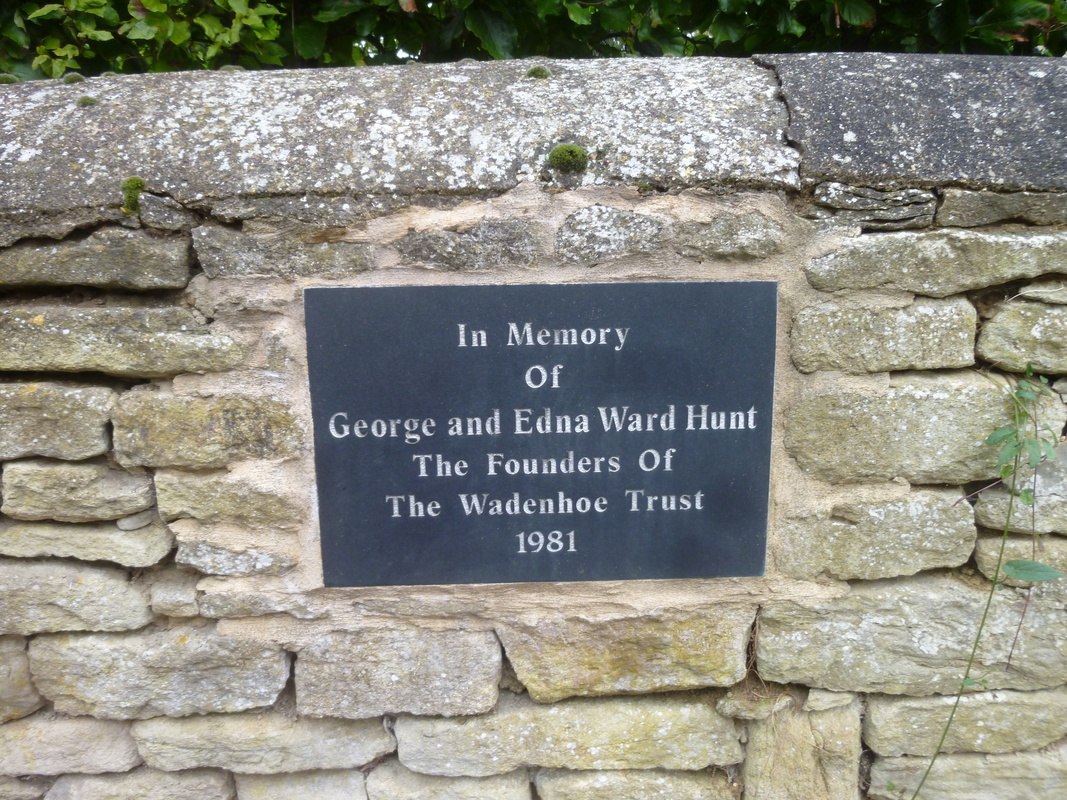 In Memory
Of
George and Edna Ward Hunt
The Founders Of
The Wadenhoe Trust
1981